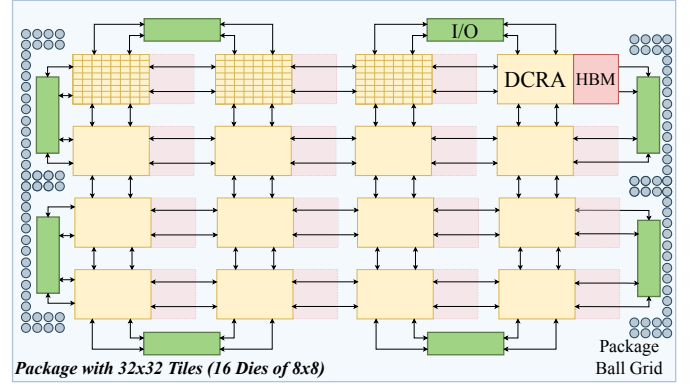 I/O
DCRA
HBM
Package with 32x32 Tiles (16 Dies of 8x8)
Package
Ball Grid